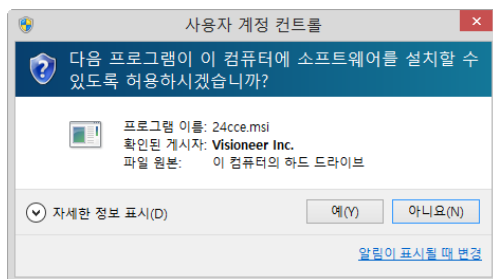 사용자 계정 컨트롤
다음 프로그램이 이 컴퓨터에 소프트웨어를 설치할 수
있도록 허용하시겠습니까?
프로그램 이름: 24cce.msi
확인된 게시자: Visioneer Inc.
파일 원본: 이 컴퓨터의 하드 드라이브
자세한 정보 표시(D)
예(Y)
아니요(N)
알림이 표시될 때 변경